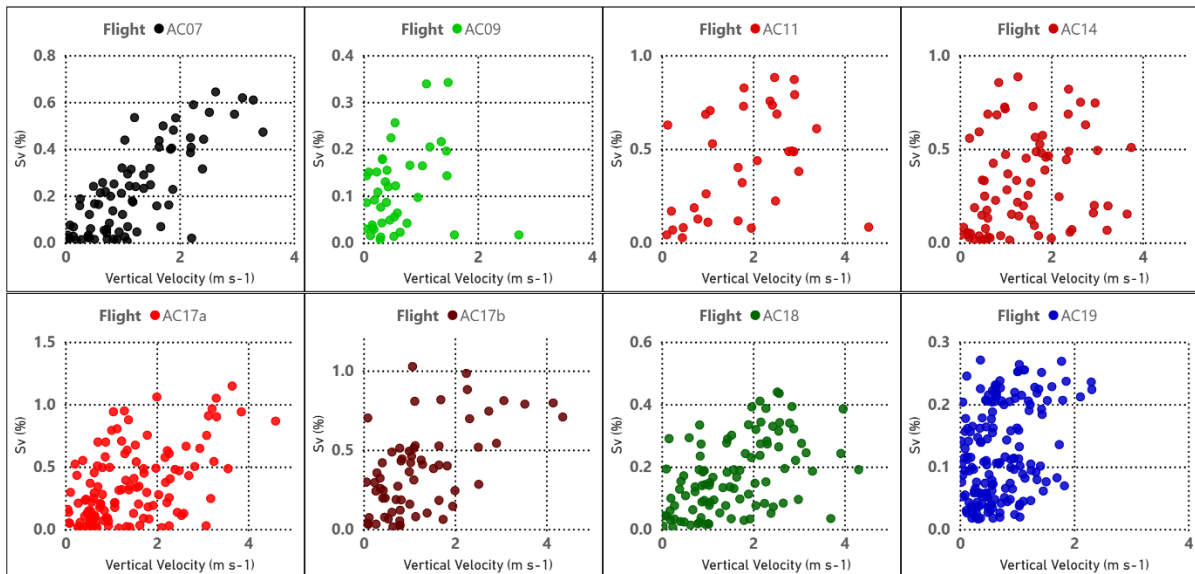 Flight AC07
Sv (%)
0.8
0.6
0.4
0.2
0.0
0 2 4
Vertical Velocity (m s-1)
Flight AC09
Sv (%)
0.4
0.3
0.2
0.1
0.0
0 2 4
Vertical Velocity (m s-1)
Flight AC11
Sv (%)
1.0
0.5
0.0
0 2 4
Vertical Velocity (m s-1)
Flight AC14
Sv (%)
1.0
0.5
0.0
0 2 4
Vertical Velocity (m s-1)
Flight AC17a
Sv (%)
1.5
1.0
0.5
0.0
0 2 4
Vertical Velocity (m s-1)
Flight AC17b
Sv (%)
1.0
0.5
0.0
0 2 4
Vertical Velocity (m s-1)
Flight AC18
Sv (%)
0.6
0.4
0.2
0.0
0 2 4
Vertical Velocity (m s-1)
Flight AC19
Sv (%)
0.3
0.2
0.1
0.0
0 1 2 3 4
Vertical Velocity (m s-1)